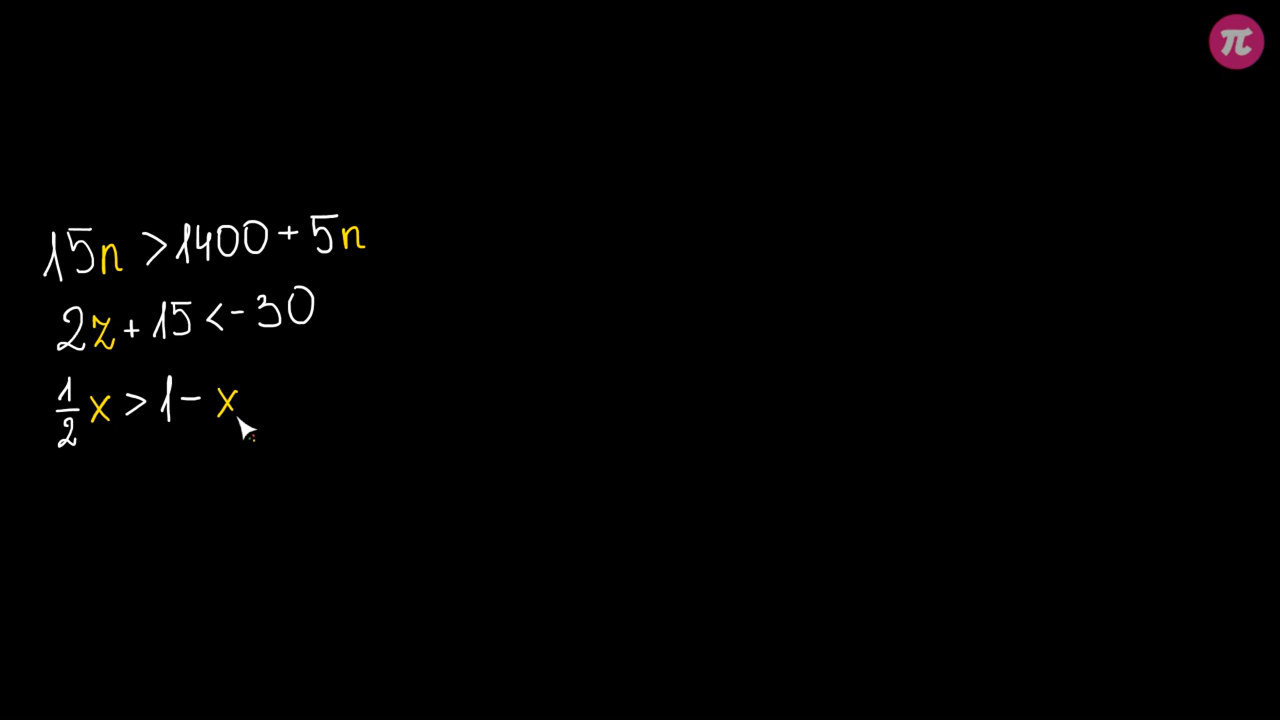 π
15n > 1400 + 5n
2z + 15 < - 30
1/2 x > 1 - x